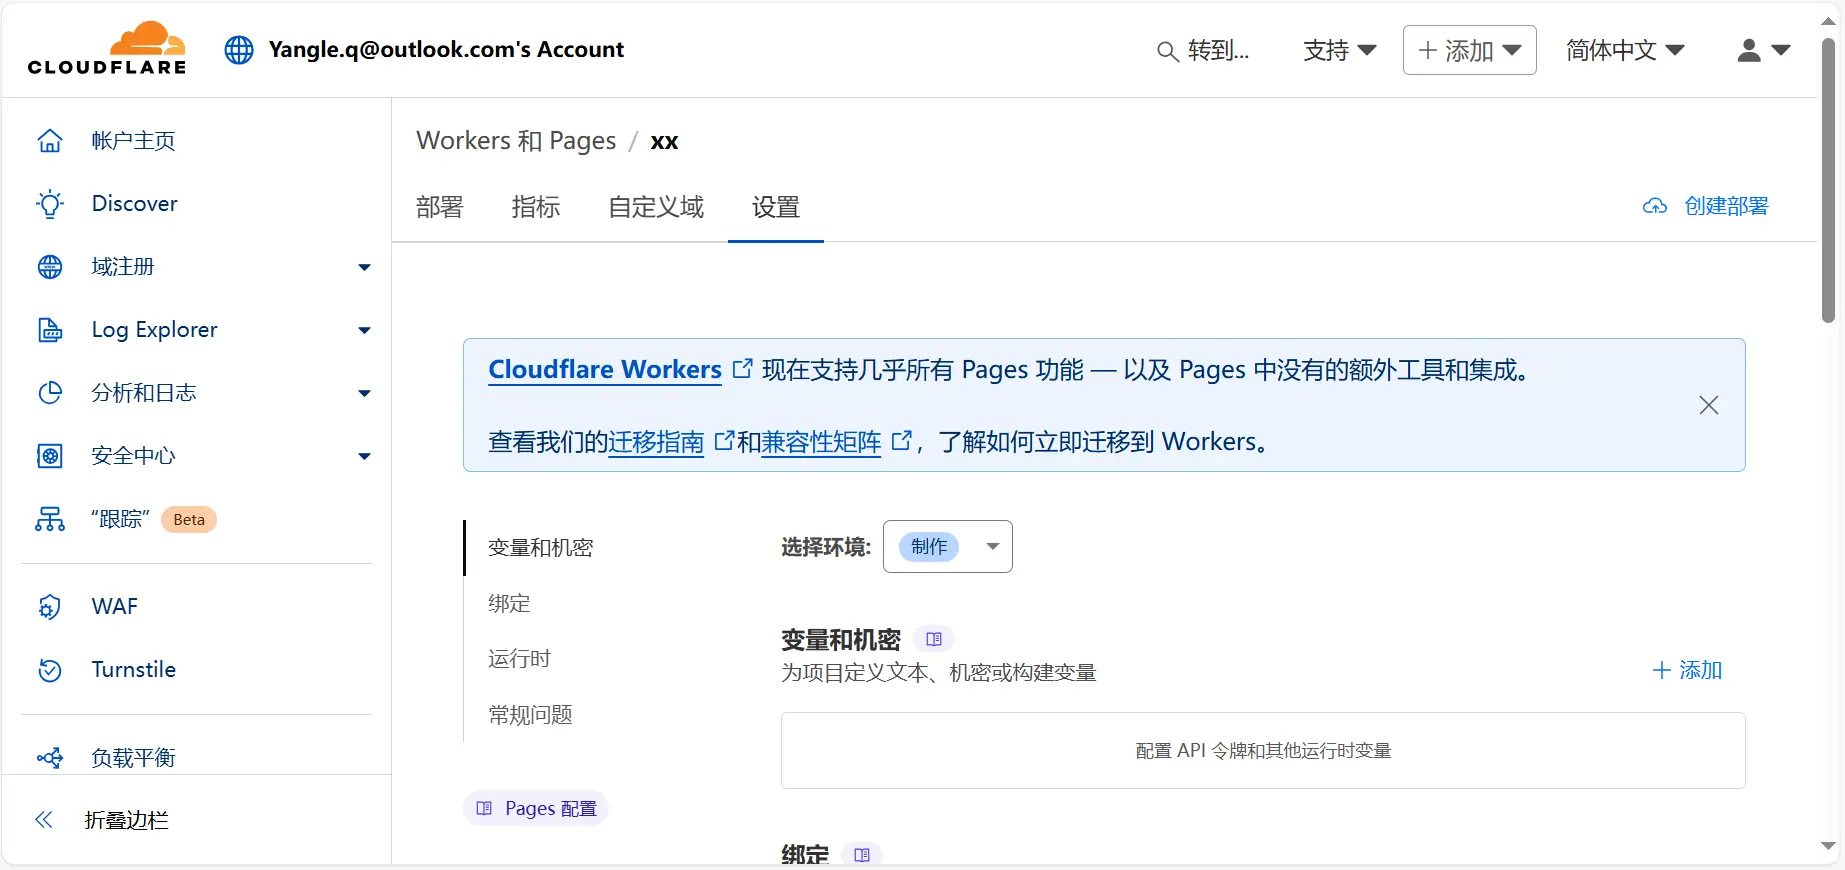 CLOUDFLARE
Yangle.q@outlook.com's Account
转到...
支持
添加
简体中文
帐户主页
Discover
域注册
Log Explorer
分析和日志
安全中心
“跟踪” Beta
WAF
Turnstile
负载平衡
折叠边栏
Workers 和 Pages / xx
部署 指标 自定义域 设置
创建部署
Cloudflare Workers 现在支持几乎所有 Pages 功能 — 以及 Pages 中没有的额外工具和集成。
查看我们的迁移指南和兼容性矩阵，了解如何立即迁移到 Workers。
变量和机密
绑定
运行时
常规问题
Pages 配置
选择环境: 制作
变量和机密
为项目定义文本、机密或构建变量
添加
配置 API 令牌和其他运行时变量
绑定